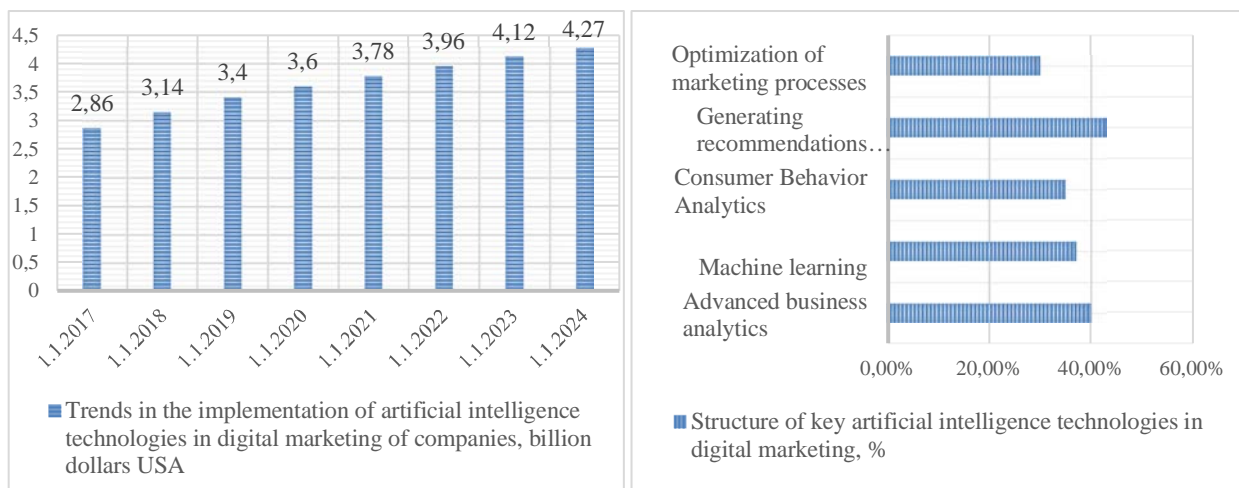 4,5
4
3,5
3
2,5
2
1,5
1
0,5
0
2,86
3,14
3,4
3,6
3,78
3,96
4,12
4,27
1.1.2017
1.1.2018
1.1.2019
1.1.2020
1.1.2021
1.1.2022
1.1.2023
1.1.2024
Trends in the implementation of artificial intelligence
technologies in digital marketing of companies, billion
dollars USA
Optimization of
marketing processes
Generating
recommendations…
Consumer Behavior
Analytics
Machine learning
Advanced business
analytics
0,00%
20,00%
40,00%
60,00%
Structure of key artificial intelligence technologies in
digital marketing, %